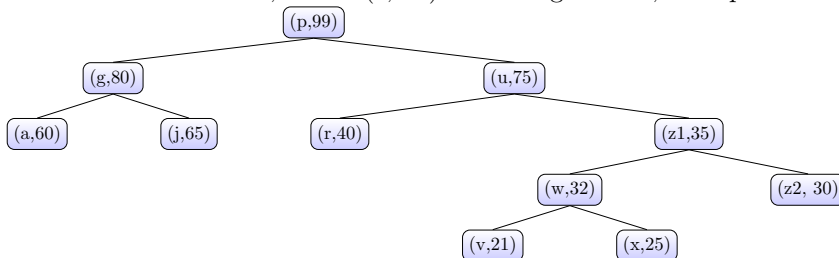 (p,99)
(g,80) (u,75)
(a,60) (j,65) (r,40) (z1,35)
(w,32) (z2, 30)
(v,21) (x,25)